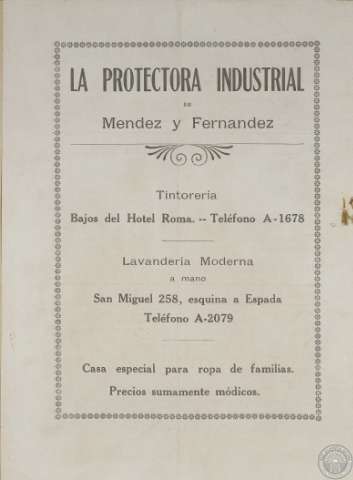 LA PROTECTORA INDUSTRIAL
DE
Mendez y Fernandez
Tintoreria
Bajos del Hotel Roma. -- Teléfono A-1678
Lavandería Moderna
a mano
San Miguel 258, esquina a Espada
Teléfono A-2079
Casa especial para ropa de familias.
Precios sumamente módicos.